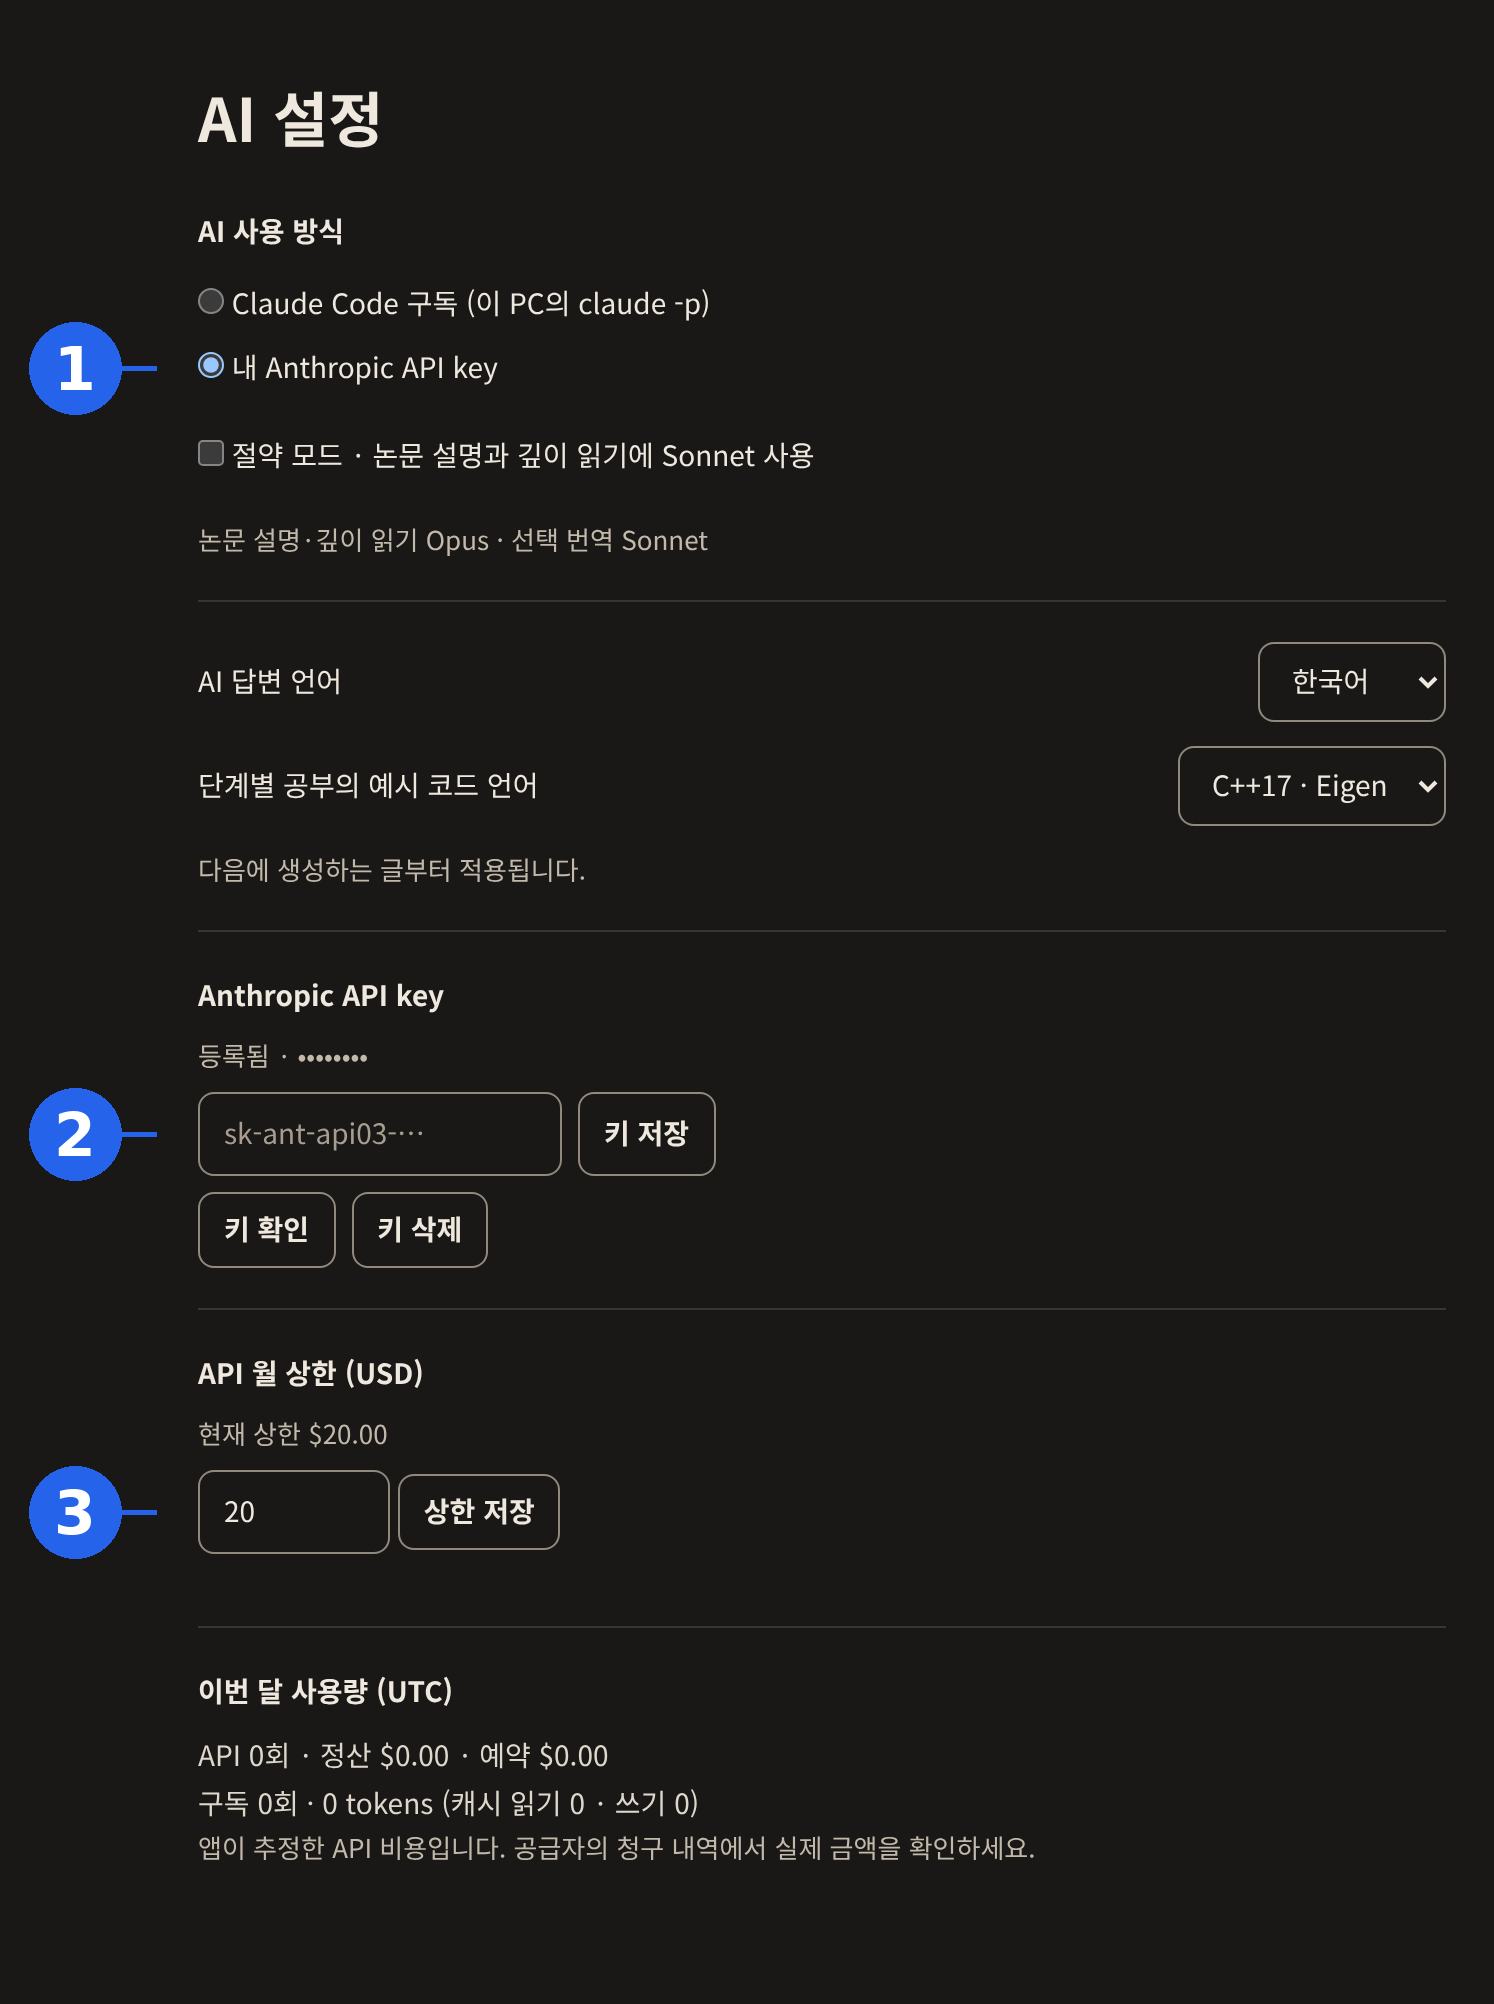 AI 설정
AI 사용 방식
Claude Code 구독 (이 PC의 claude -p)
1
내 Anthropic API key
절약 모드 · 논문 설명과 깊이 읽기에 Sonnet 사용
논문 설명·깊이 읽기 Opus · 선택 번역 Sonnet
AI 답변 언어 한국어
단계별 공부의 예시 코드 언어 C++17 · Eigen
다음에 생성하는 글부터 적용됩니다.
Anthropic API key
등록됨 · ••••••••
2
sk-ant-api03-··· 키 저장
키 확인 키 삭제
API 월 상한 (USD)
현재 상한 $20.00
3
20 상한 저장
이번 달 사용량 (UTC)
API 0회 · 정산 $0.00 · 예약 $0.00
구독 0회 · 0 tokens (캐시 읽기 0 · 쓰기 0)
앱이 추정한 API 비용입니다. 공급자의 청구 내역에서 실제 금액을 확인하세요.